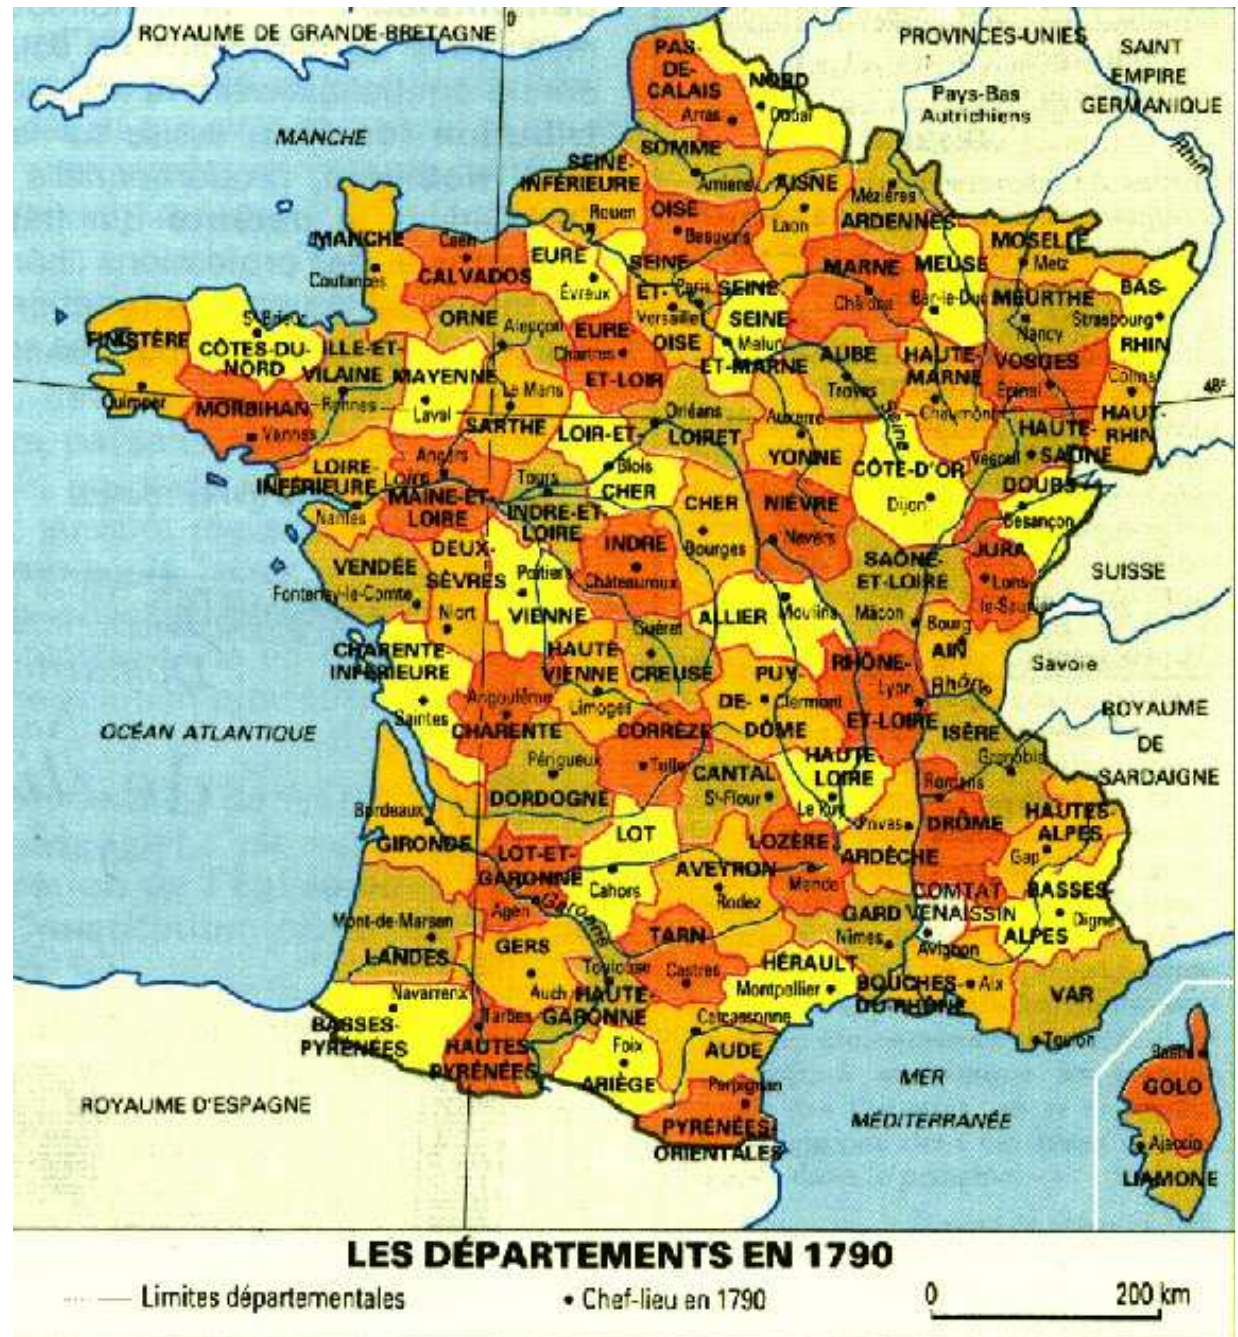 ROYAUME DE GRANDE-BRETAGNE
0°
PROVINCES-UNIES
SAINT
EMPIRE
GERMANIQUE
Pays-Bas
Autrichiens
Rhin
MANCHE
PAS-
DE-
CALAIS
Arras
NORD
Douai
SOMME
Amiens
SEINE-
INFÉRIEURE
Rouen
OISE
Beauvais
AISNE
Laon
Mézières
ARDENNES
MANCHE
Coutances
Caen
CALVADOS
EURE
Évreux
SEINE-
ET-
OISE
Paris
Versailles
SEINE
SEINE-
ET-MARNE
Melun
MARNE
Châlons
MEUSE
Bar-le-Duc
MOSELLE
Metz
MEURTHE
Nancy
BAS-
RHIN
Strasbourg
FINISTÈRE
Quimper
St-Brieuc
CÔTES-DU-
NORD
ILLE-ET-
VILAINE
Rennes
MORBIHAN
Vannes
MAYENNE
Laval
ORNE
Alençon
Le Mans
SARTHE
EURE
Chartres
ET-LOIR
Orléans
LOIRET
LOIR-ET-
Blois
CHER
AUBE
Troyes
Seine
HAUTE-
MARNE
Chaumont
VOSGES
Épinal
Colmar
HAUT-
RHIN
48°
Auxerre
YONNE
CÔTE-D'OR
Dijon
HAUTE-
SAÔNE
Vesoul
DOUBS
Besançon
LOIRE-
INFÉRIEURE
Loire
Nantes
Angers
MAINE-ET-
LOIRE
Tours
INDRE-ET-
LOIRE
INDRE
Châteauroux
CHER
Bourges
NIÈVRE
Nevers
SAÔNE-
ET-LOIRE
Mâcon
JURA
Lons-
le-Saunier
SUISSE
VENDÉE
Fontenay-le-Comte
DEUX-
SÈVRES
Niort
Poitiers
VIENNE
ALLIER
Moulins
Bourg
AIN
Savoie
CHARENTE-
INFÉRIEURE
Saintes
Angoulême
CHARENTE
HAUTE-
VIENNE
Limoges
Guéret
CREUSE
PUY-
DE-
DÔME
Clermont
RHÔNE-
ET-LOIRE
Lyon
Rhône
ROYAUME
DE
SARDAIGNE
OCÉAN ATLANTIQUE
CORRÈZE
Tulle
Périgueux
DORDOGNE
CANTAL
St-Flour
HAUTE
LOIRE
Le Puy
ISÈRE
Grenoble
Romans
DRÔME
HAUTES-
ALPES
Gap
Bordeaux
GIRONDE
LOT-ET-
GARONNE
Agen
Garonne
LOT
Cahors
AVEYRON
Rodez
LOZÈRE
Mende
Privas
ARDÈCHE
COMTAT
VENAISSIN
Avignon
BASSES-
ALPES
Digne
Mont-de-Marsan
LANDES
GERS
Auch
Toulouse
HAUTE-
GARONNE
TARN
Castres
HÉRAULT
Montpellier
GARD
Nîmes
BOUCHES-
DU-RHÔNE
Aix
VAR
Toulon
Navarrenx
BASSES-
PYRÉNÉES
Tarbes
HAUTES
PYRÉNÉES
Foix
ARIÈGE
Carcassonne
AUDE
Perpignan
PYRÉNÉES-
ORIENTALES
ROYAUME D'ESPAGNE
MER
MÉDITERRANÉE
Bastia
GOLO
Ajaccio
LIAMONE
LES DÉPARTEMENTS EN 1790
Limites départementales
Chef-lieu en 1790
0
200 km